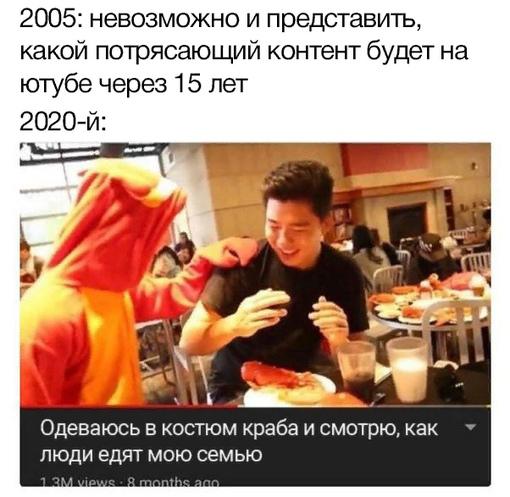 2005: невозможно и представить,
какой потрясающий контент будет на
ютубе через 15 лет
2020-й:
Одеваюсь в костюм краба и смотрю, как
люди едят мою семью
1.3M views · 8 months ago